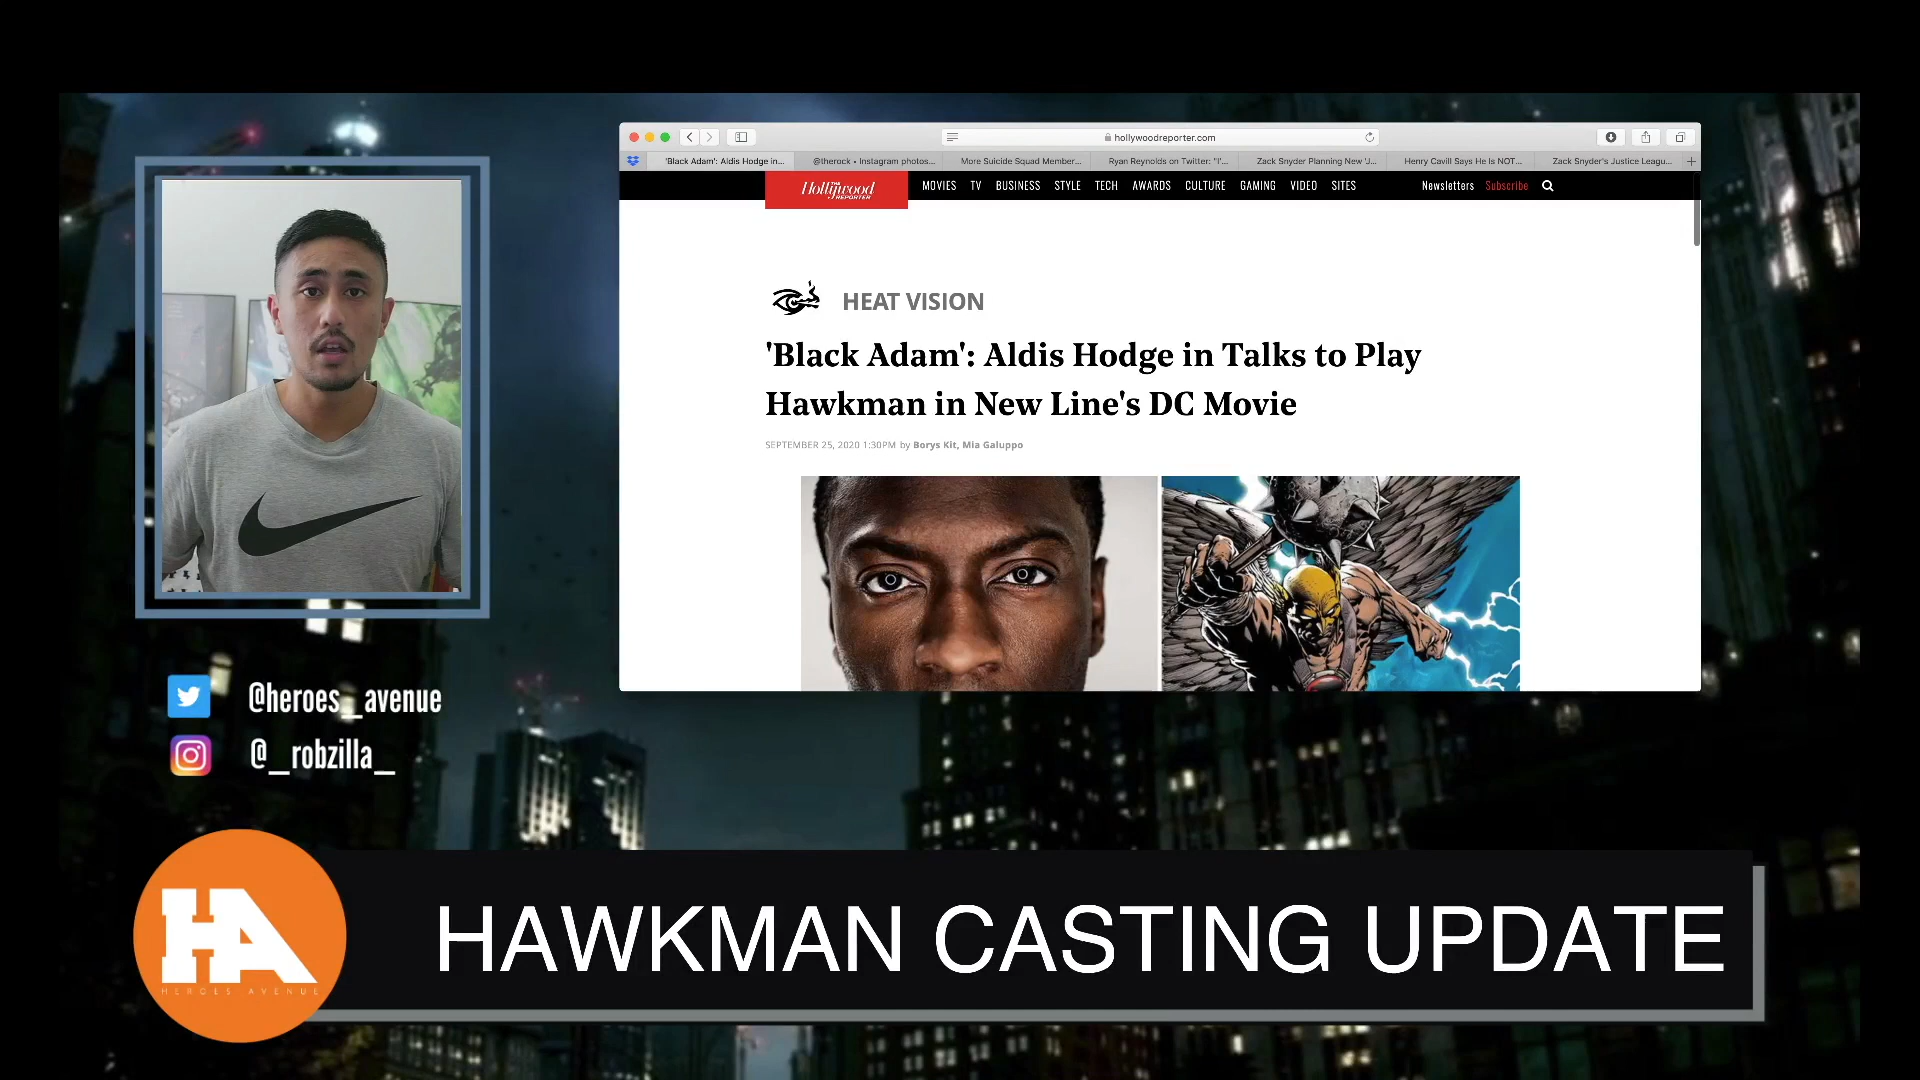 hollywoodreporter.com
'Black Adam': Aldis Hodge in...
@therock • Instagram photos...
More Suicide Squad Member...
Ryan Reynolds on Twitter: "I'...
Zack Snyder Planning New 'J...
Henry Cavill Says He Is NOT...
Zack Snyder's Justice Leagu...
The Hollywood REPORTER
MOVIES TV BUSINESS STYLE TECH AWARDS CULTURE GAMING VIDEO SITES
Newsletters Subscribe
HEAT VISION
'Black Adam': Aldis Hodge in Talks to Play
Hawkman in New Line's DC Movie
SEPTEMBER 25, 2020 1:30PM by Borys Kit, Mia Galuppo
@heroes__avenue
@_robzilla_
HA
HEROES AVENUE
HAWKMAN CASTING UPDATE